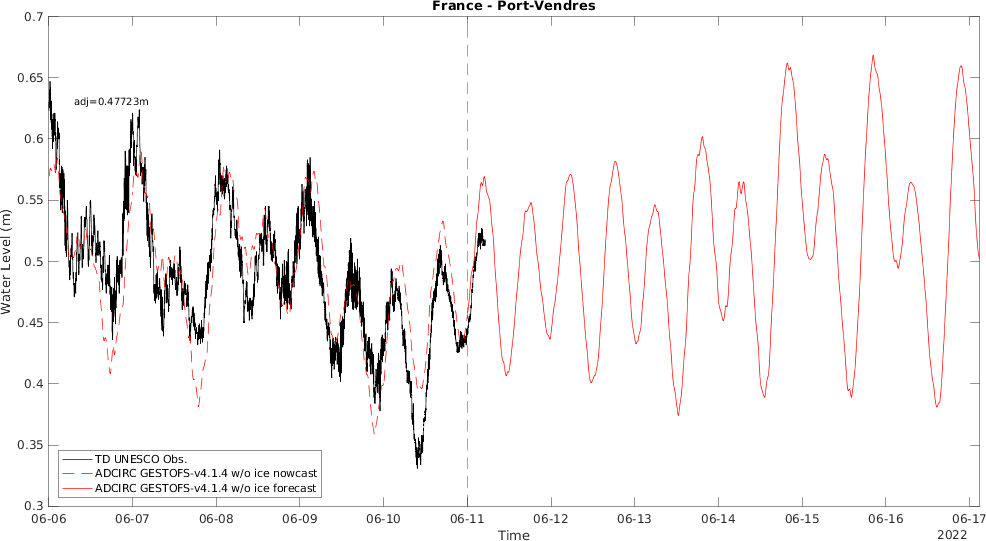 France - Port-Vendres
0.7
0.65
0.6
0.55
0.5
0.45
0.4
0.35
0.3
Water Level (m)
adj=0.47723m
TD UNESCO Obs.
ADCIRC GESTOFS-v4.1.4 w/o ice nowcast
ADCIRC GESTOFS-v4.1.4 w/o ice forecast
06-06 06-07 06-08 06-09 06-10 06-11 06-12 06-13 06-14 06-15 06-16 06-17
Time
2022